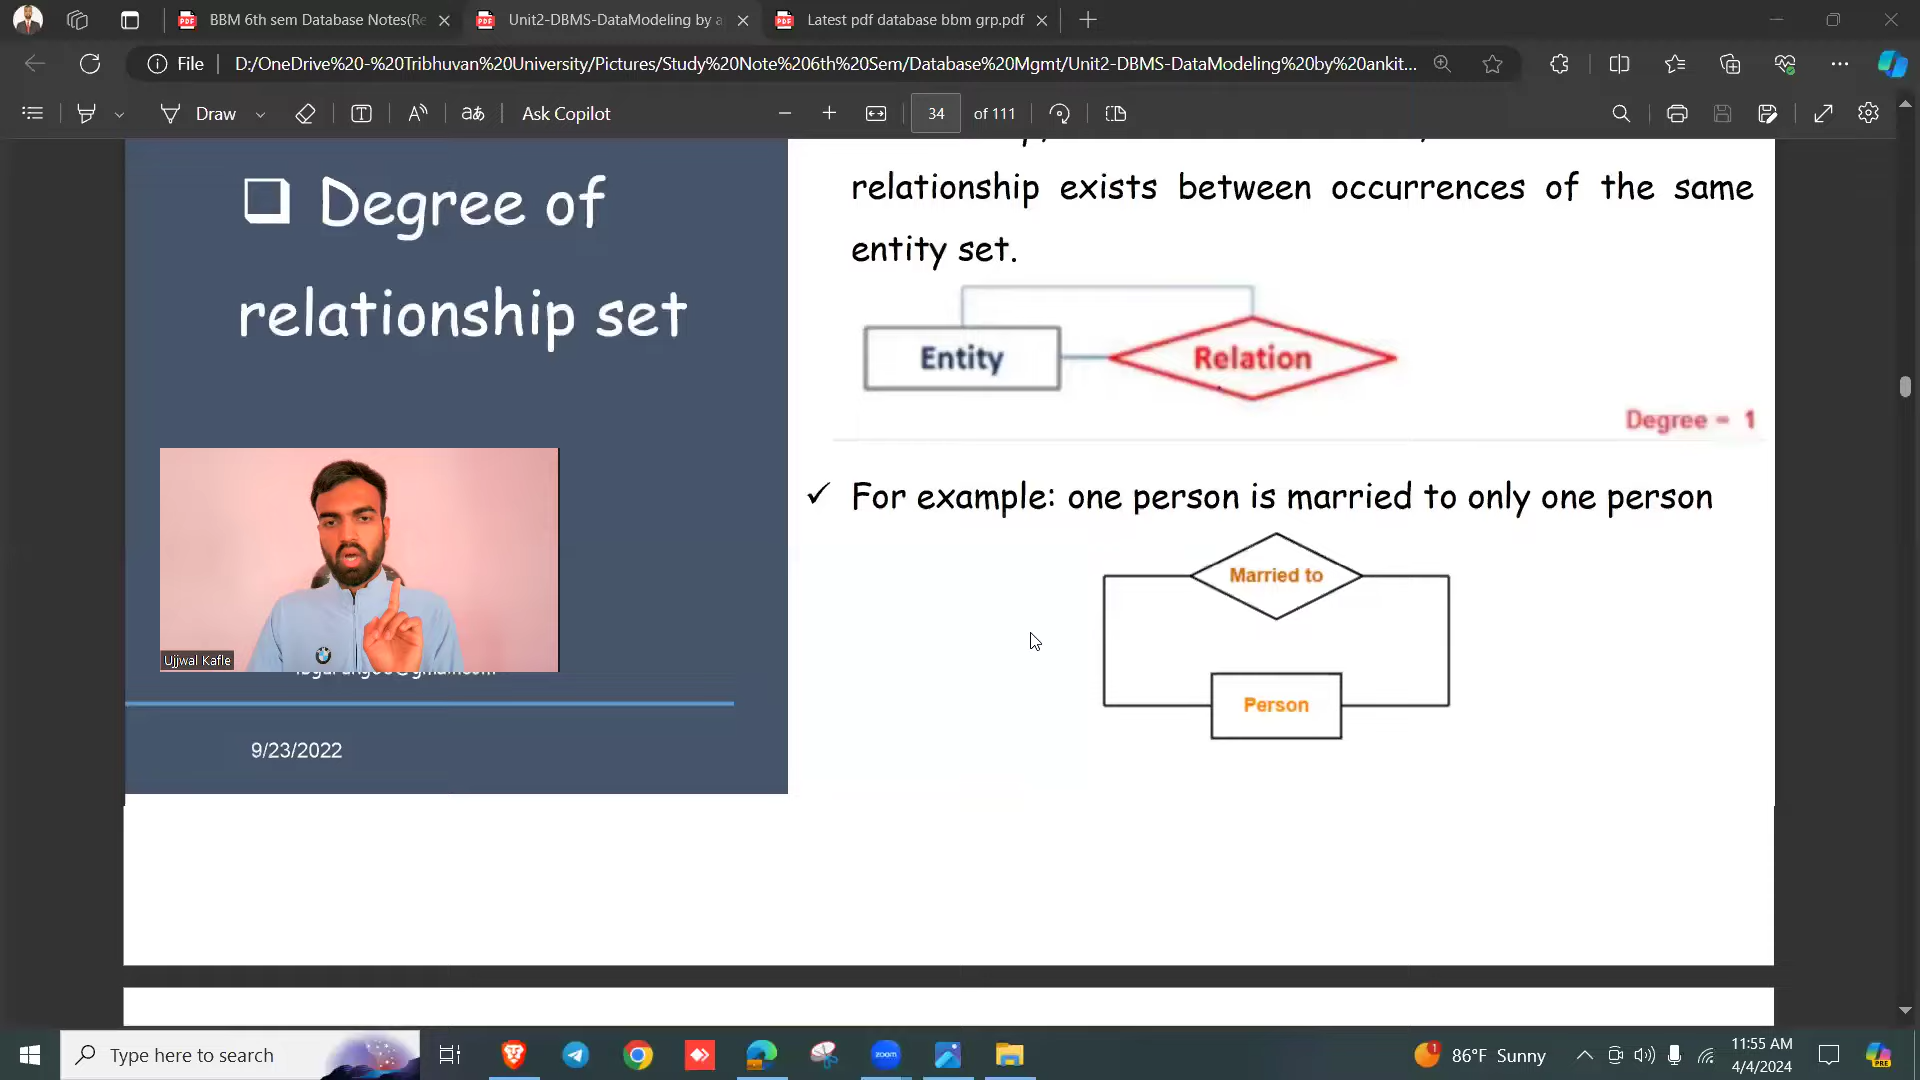 BBM 6th sem Database Notes(Re
Unit2-DBMS-DataModeling by a
Latest pdf database bbm grp.pdf
File
D:/OneDrive%20-%20Tribhuvan%20University/Pictures/Study%20Note%206th%20Sem/Database%20Mgmt/Unit2-DBMS-DataModeling%20by%20ankit...
Draw
Ask Copilot
34 of 111
Degree of
relationship set
relationship exists between occurrences of the same
entity set.
Entity
Relation
Degree = 1
✓ For example: one person is married to only one person
Married to
Person
Ujjwal Kafle
9/23/2022
Type here to search
zoom
1
86°F Sunny
11:55 AM
4/4/2024
PRE